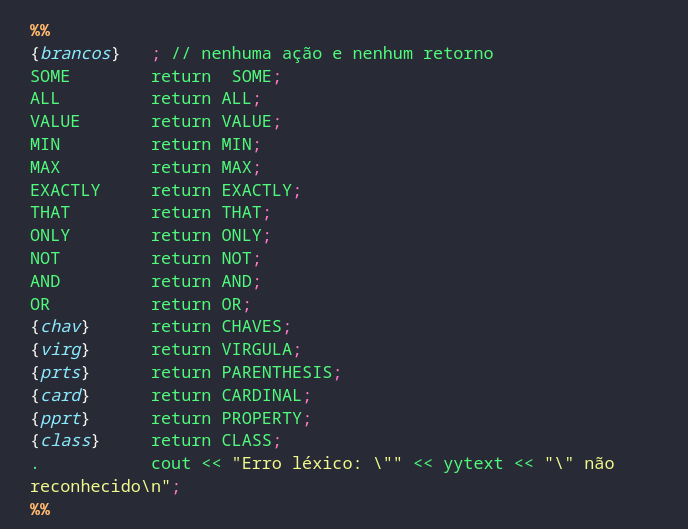 %%
{brancos}   ; // nenhuma ação e nenhum retorno
SOME        return  SOME;
ALL         return ALL;
VALUE       return VALUE;
MIN         return MIN;
MAX         return MAX;
EXACTLY     return EXACTLY;
THAT        return THAT;
ONLY        return ONLY;
NOT         return NOT;
AND         return AND;
OR          return OR;
{chav}      return CHAVES;
{virg}      return VIRGULA;
{prts}      return PARENTHESIS;
{card}      return CARDINAL;
{pprt}      return PROPERTY;
{class}     return CLASS;
.           cout << "Erro léxico: \"" << yytext << "\" não
reconhecido\n";
%%